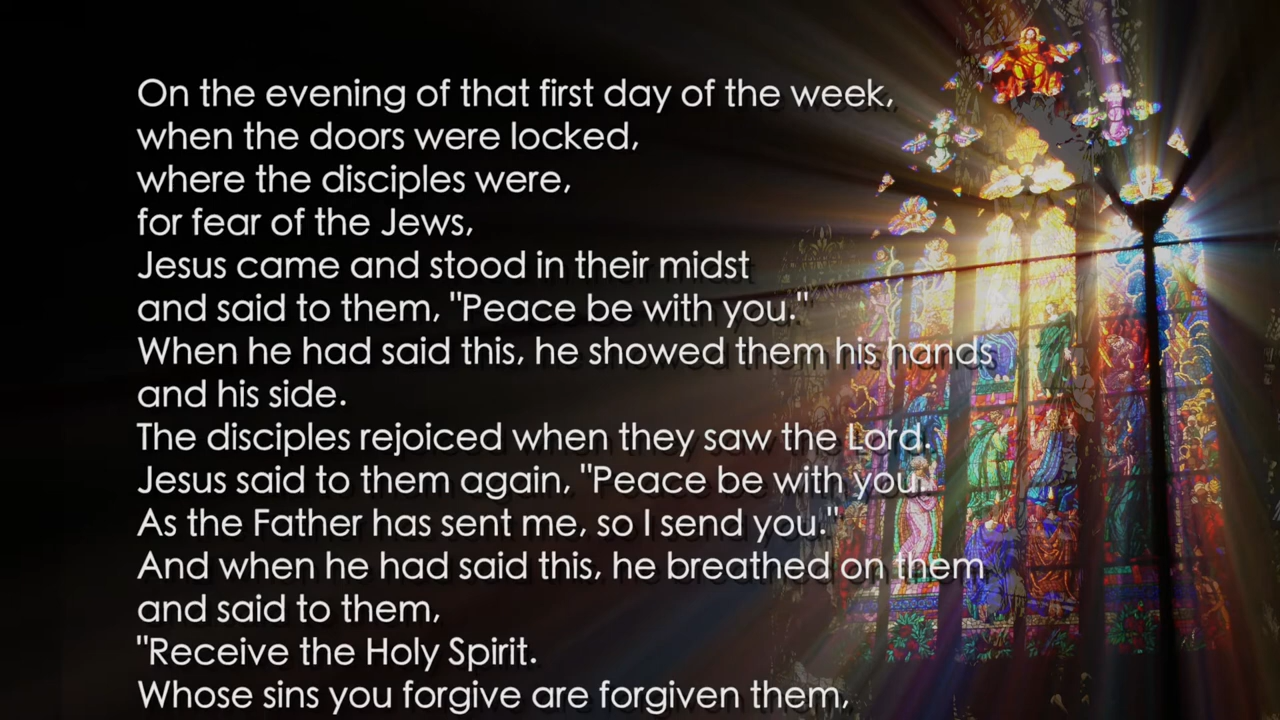 On the evening of that first day of the week,
when the doors were locked,
where the disciples were,
for fear of the Jews,
Jesus came and stood in their midst
and said to them, "Peace be with you."
When he had said this, he showed them his hands
and his side.
The disciples rejoiced when they saw the Lord.
Jesus said to them again, "Peace be with you.
As the Father has sent me, so I send you."
And when he had said this, he breathed on them
and said to them,
"Receive the Holy Spirit.
Whose sins you forgive are forgiven them,